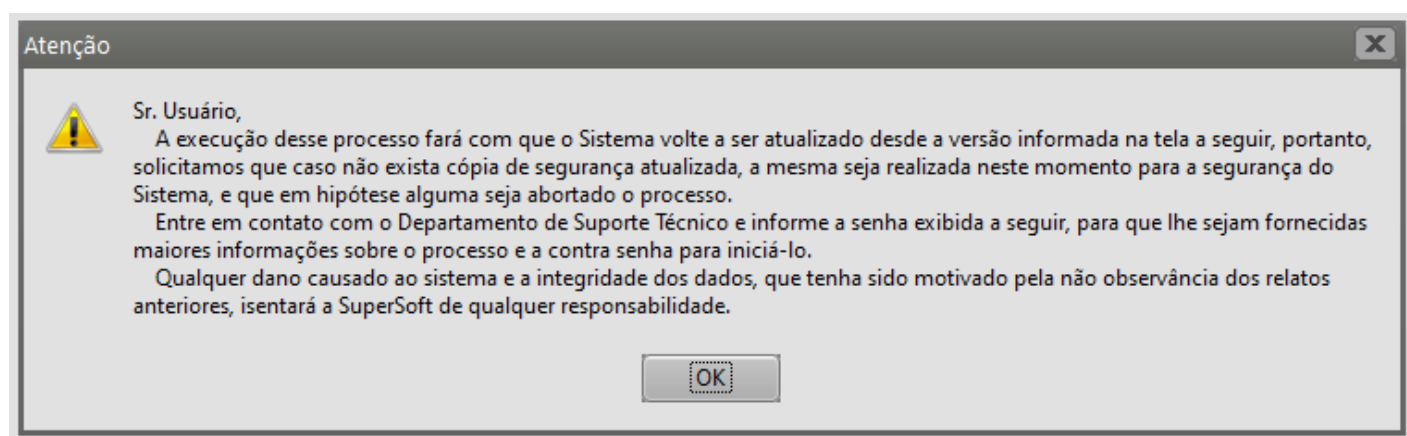 Atenção
Sr. Usuário,
A execução desse processo fará com que o Sistema volte a ser atualizado desde a versão informada na tela a seguir, portanto,
solicitamos que caso não exista cópia de segurança atualizada, a mesma seja realizada neste momento para a segurança do
Sistema, e que em hipótese alguma seja abortado o processo.
Entre em contato com o Departamento de Suporte Técnico e informe a senha exibida a seguir, para que lhe sejam fornecidas
maiores informações sobre o processo e a contra senha para iniciá-lo.
Qualquer dano causado ao sistema e a integridade dos dados, que tenha sido motivado pela não observância dos relatos
anteriores, isentará a SuperSoft de qualquer responsabilidade.
OK